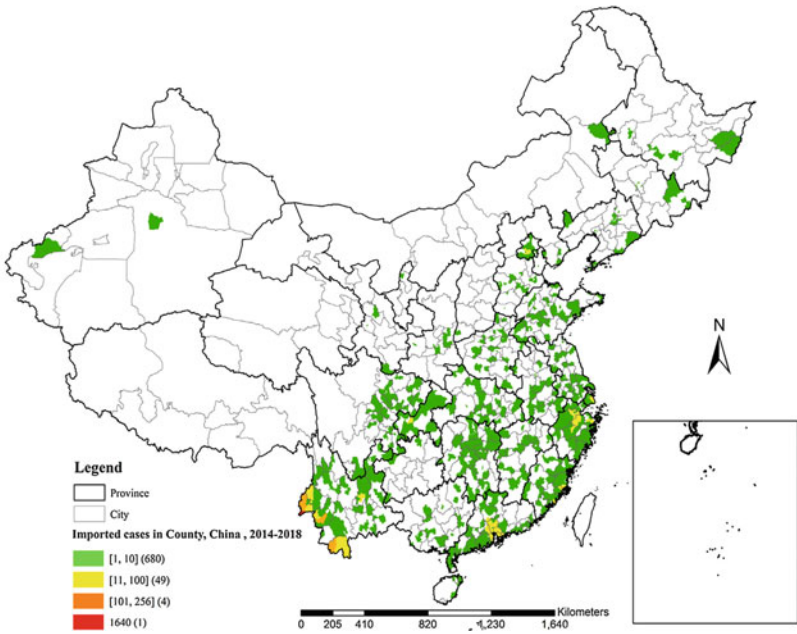 N
Legend
Province
City
Imported cases in County, China , 2014-2018
[1, 10] (680)
[11, 100] (49)
[101, 256] (4)
1640 (1)
Kilometers
0 205 410 820 1,230 1,640